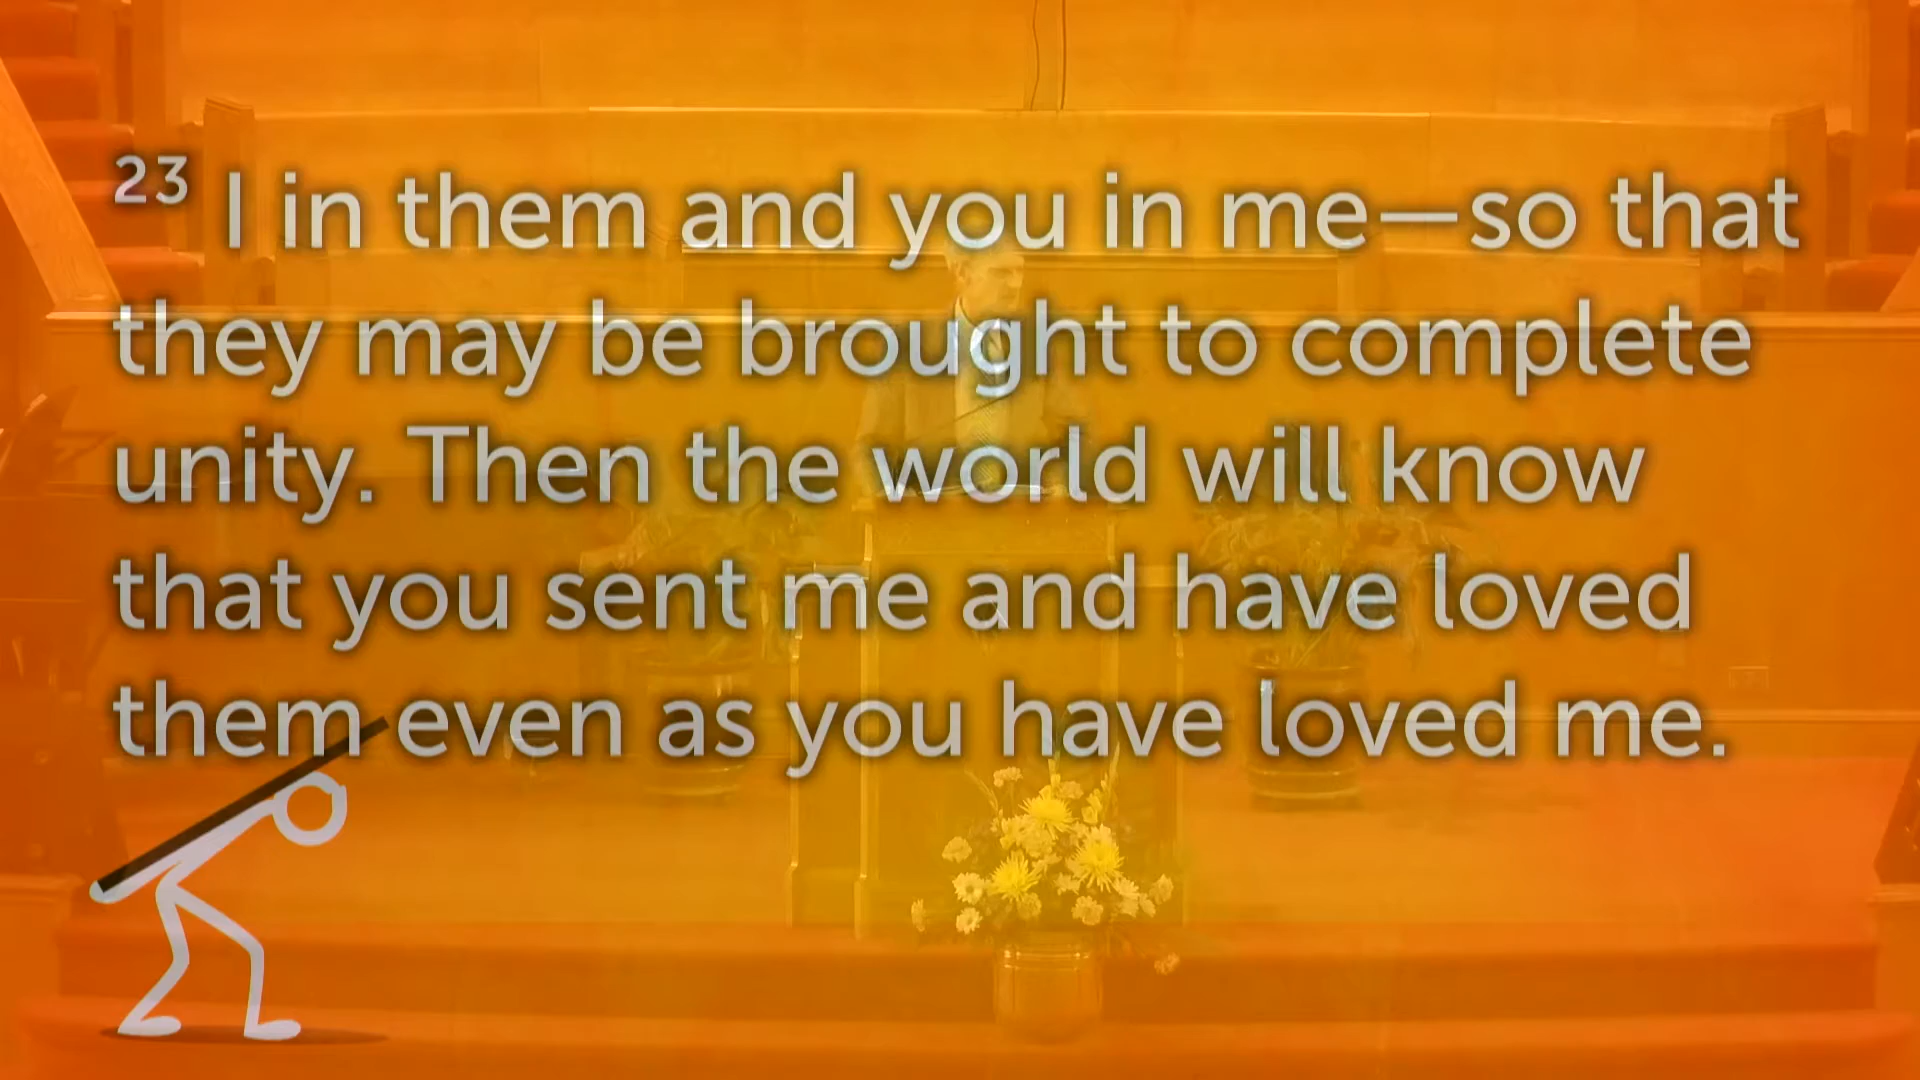 23 I in them and you in me—so that
they may be brought to complete
unity. Then the world will know
that you sent me and have loved
them even as you have loved me.